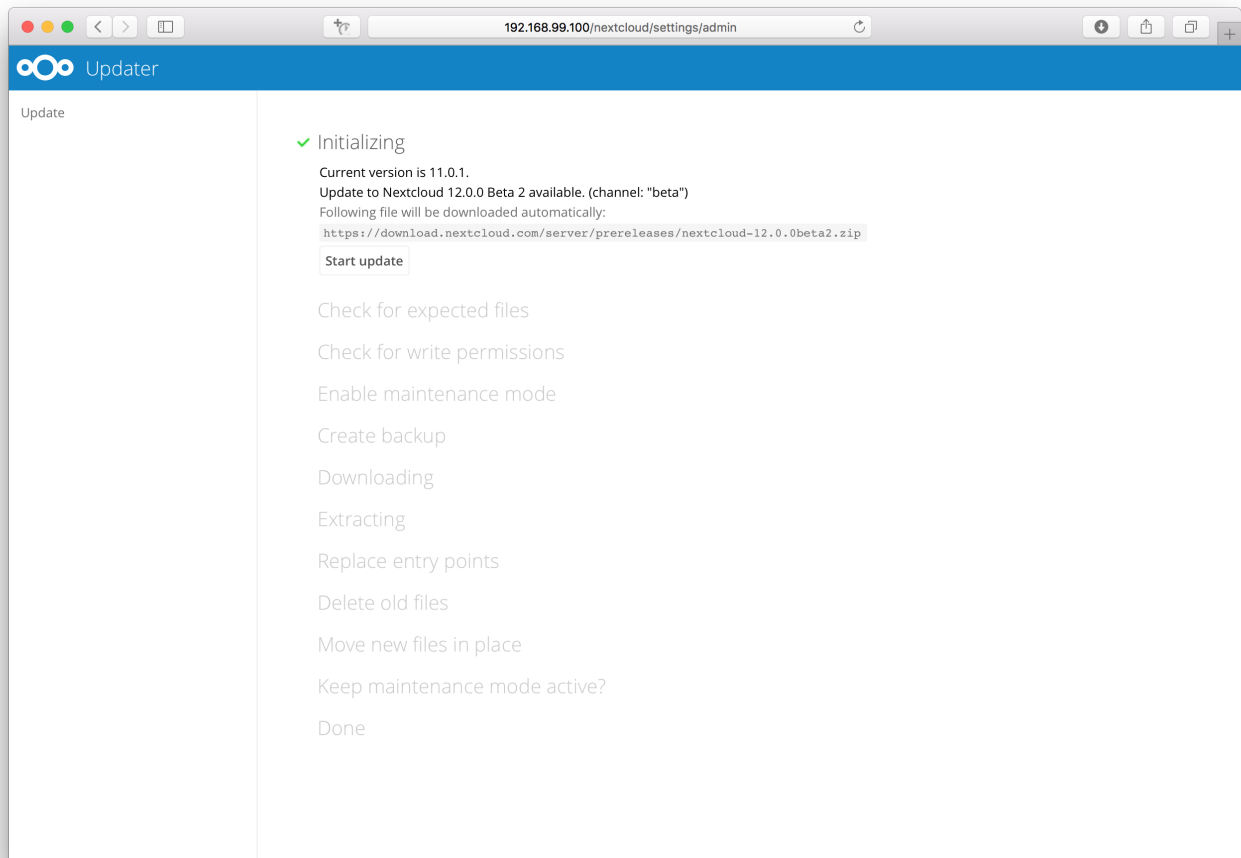 192.168.99.100/nextcloud/settings/admin
Updater
Update
Initializing
Current version is 11.0.1.
Update to Nextcloud 12.0.0 Beta 2 available. (channel: "beta")
Following file will be downloaded automatically:
https://download.nextcloud.com/server/prereleases/nextcloud-12.0.0beta2.zip
Start update
Check for expected files
Check for write permissions
Enable maintenance mode
Create backup
Downloading
Extracting
Replace entry points
Delete old files
Move new files in place
Keep maintenance mode active?
Done